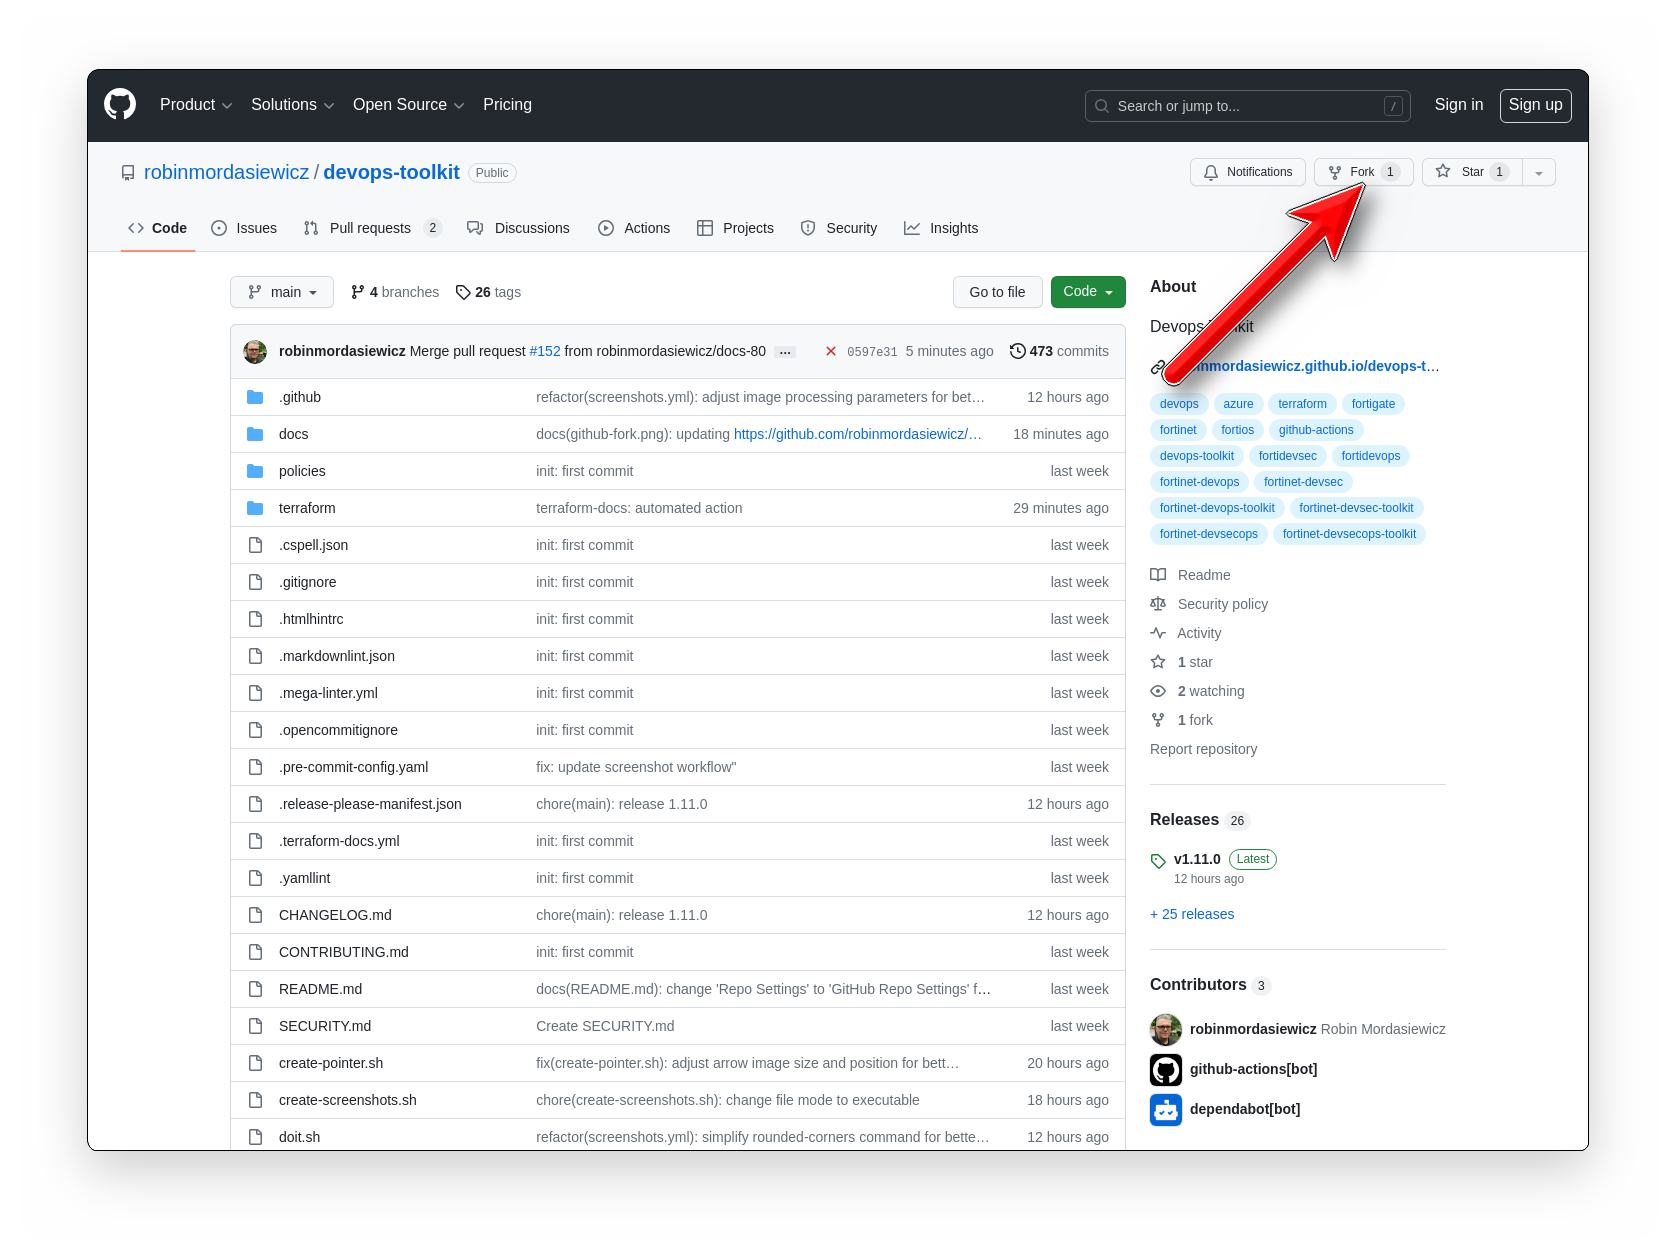 Product Solutions Open Source Pricing Search or jump to... / Sign in Sign up
robinmordasiewicz / devops-toolkit Public Notifications Fork 1 Star 1
Code Issues Pull requests 2 Discussions Actions Projects Security Insights
main 4 branches 26 tags Go to file Code
robinmordasiewicz Merge pull request #152 from robinmordasiewicz/docs-80 ... 0597e31 5 minutes ago 473 commits
.github refactor(screenshots.yml): adjust image processing parameters for bet… 12 hours ago
docs docs(github-fork.png): updating https://github.com/robinmordasiewicz/… 18 minutes ago
policies init: first commit last week
terraform terraform-docs: automated action 29 minutes ago
.cspell.json init: first commit last week
.gitignore init: first commit last week
.htmlhintrc init: first commit last week
.markdownlint.json init: first commit last week
.mega-linter.yml init: first commit last week
.opencommitignore init: first commit last week
.pre-commit-config.yaml fix: update screenshot workflow" last week
.release-please-manifest.json chore(main): release 1.11.0 12 hours ago
.terraform-docs.yml init: first commit last week
.yamllint init: first commit last week
CHANGELOG.md chore(main): release 1.11.0 12 hours ago
CONTRIBUTING.md init: first commit last week
README.md docs(README.md): change 'Repo Settings' to 'GitHub Repo Settings' f… last week
SECURITY.md Create SECURITY.md last week
create-pointer.sh fix(create-pointer.sh): adjust arrow image size and position for bett… 20 hours ago
create-screenshots.sh chore(create-screenshots.sh): change file mode to executable 18 hours ago
doit.sh refactor(screenshots.yml): simplify rounded-corners command for bette… 12 hours ago
About
Devops
inmordasiewicz.github.io/devops-t…
devops azure terraform fortigate
fortinet fortios github-actions
devops-toolkit fortidevsec fortidevops
fortinet-devops fortinet-devsec
fortinet-devops-toolkit fortinet-devsec-toolkit
fortinet-devsecops fortinet-devsecops-toolkit
Readme
Security policy
Activity
1 star
2 watching
1 fork
Report repository
Releases 26
v1.11.0 Latest
12 hours ago
+ 25 releases
Contributors 3
robinmordasiewicz Robin Mordasiewicz
github-actions[bot]
dependabot[bot]